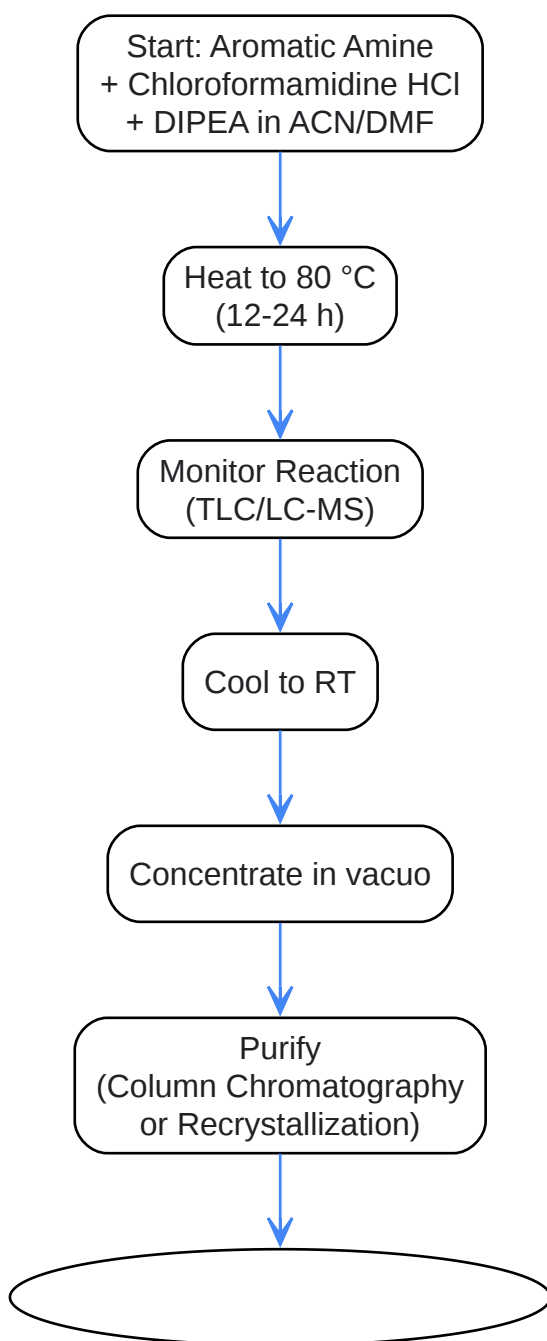 Start: Aromatic Amine
+ Chloroformamidine HCl
+ DIPEA in ACN/DMF
Heat to 80 °C
(12-24 h)
Monitor Reaction
(TLC/LC-MS)
Cool to RT
Concentrate in vacuo
Purify
(Column Chromatography
or Recrystallization)